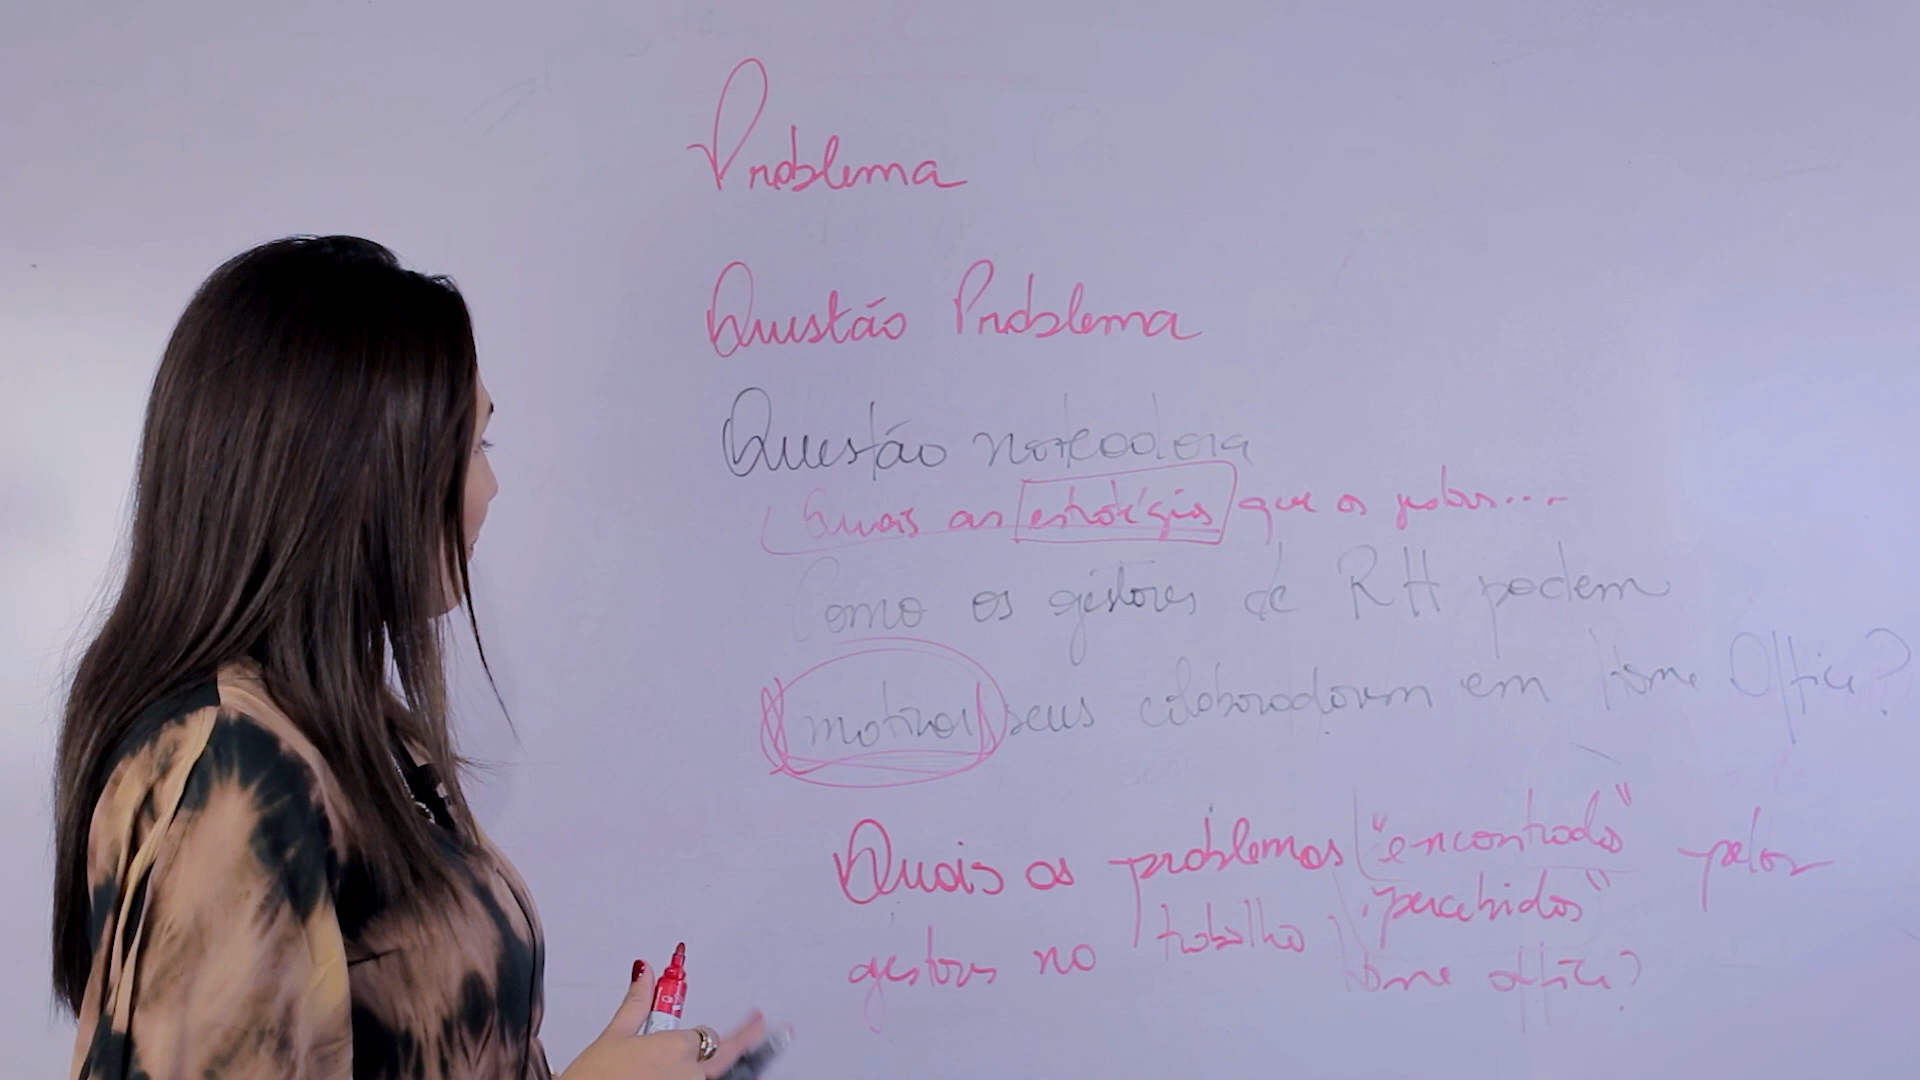 Problema
Questão Problema
Questão norteadora
Quais as estratégias que os gestores....
Como os gestores de RH podem
motivar seus colaboradores em Home Office?
Quais os problemas "encontrado" pelos
"percebidos"
gestores no trabalho home office?